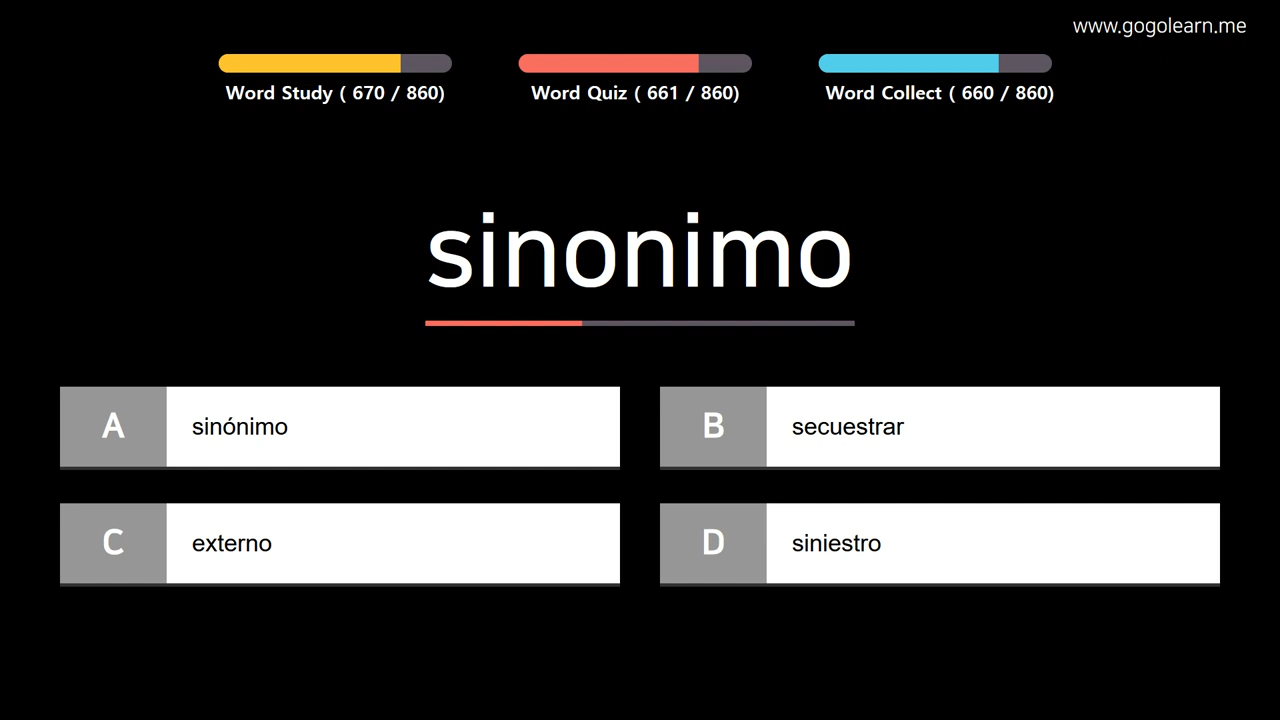 www.gogolearn.me
Word Study ( 670 / 860)
Word Quiz ( 661 / 860)
Word Collect ( 660 / 860)
sinonimo
A
sinónimo
B
secuestrar
C
externo
D
siniestro